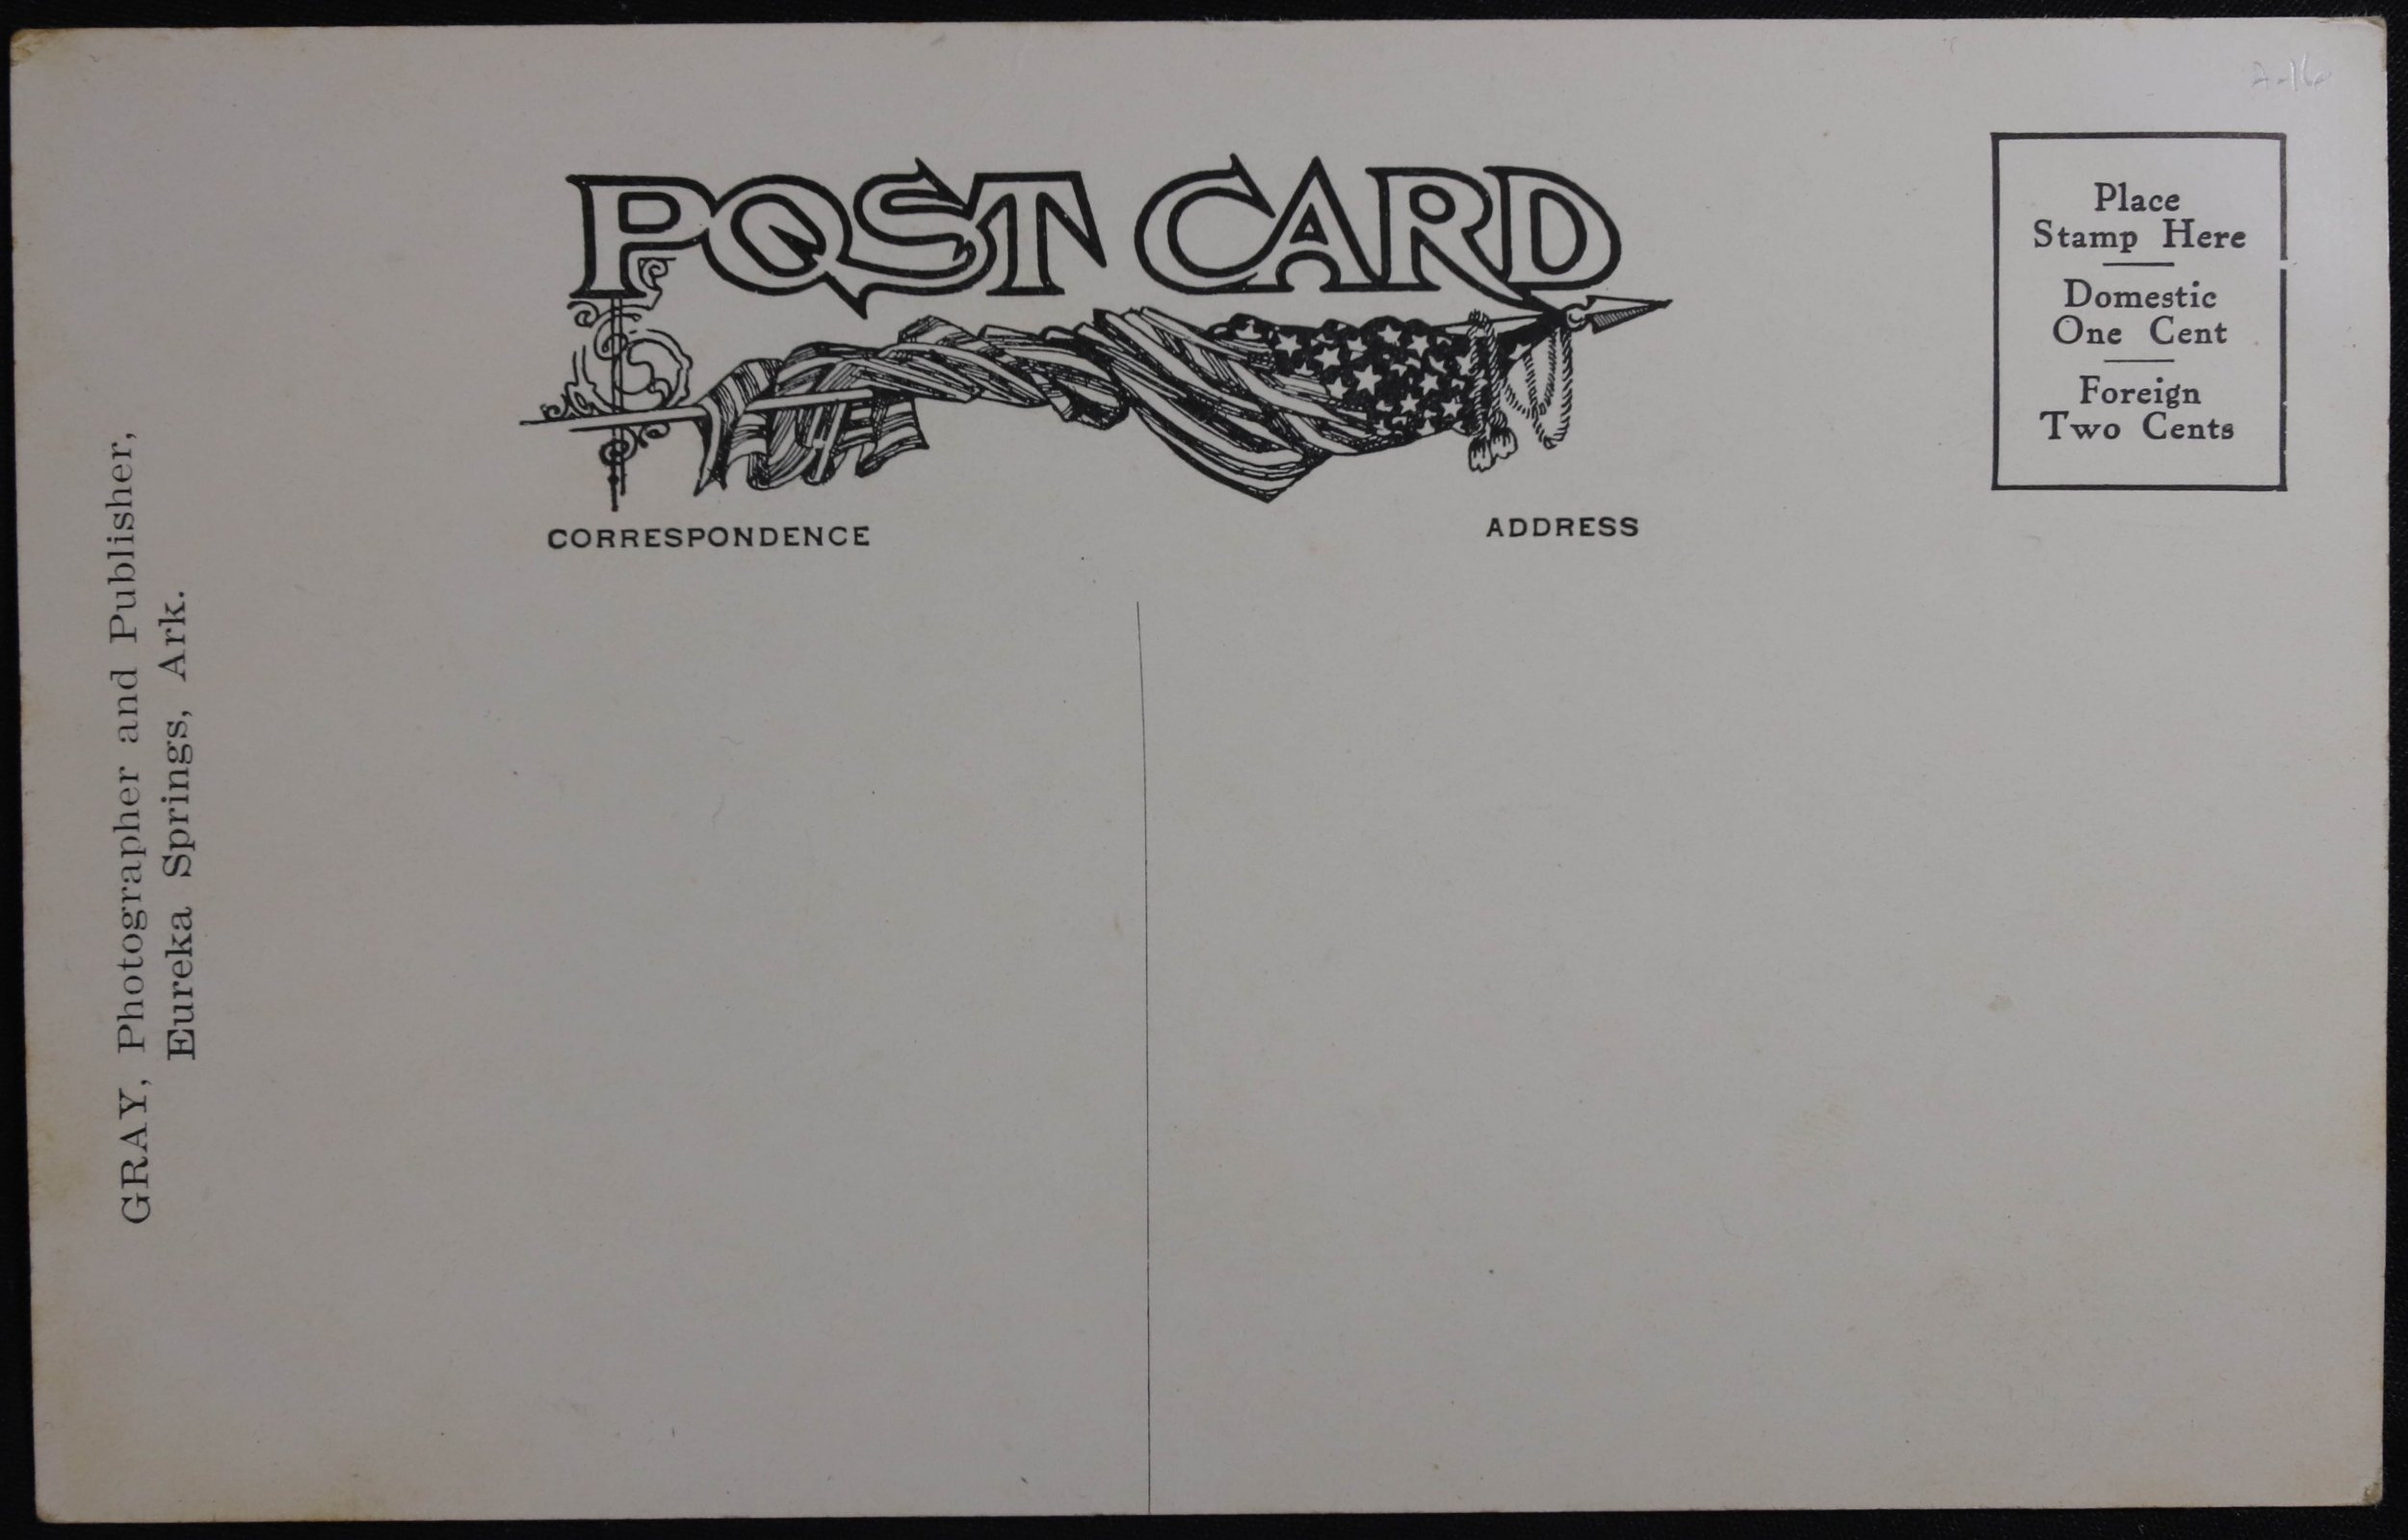 POST CARD
Place
Stamp Here
Domestic
One Cent
Foreign
Two Cents
CORRESPONDENCE
ADDRESS
GRAY, Photographer and Publisher,
Eureka Springs, Ark.